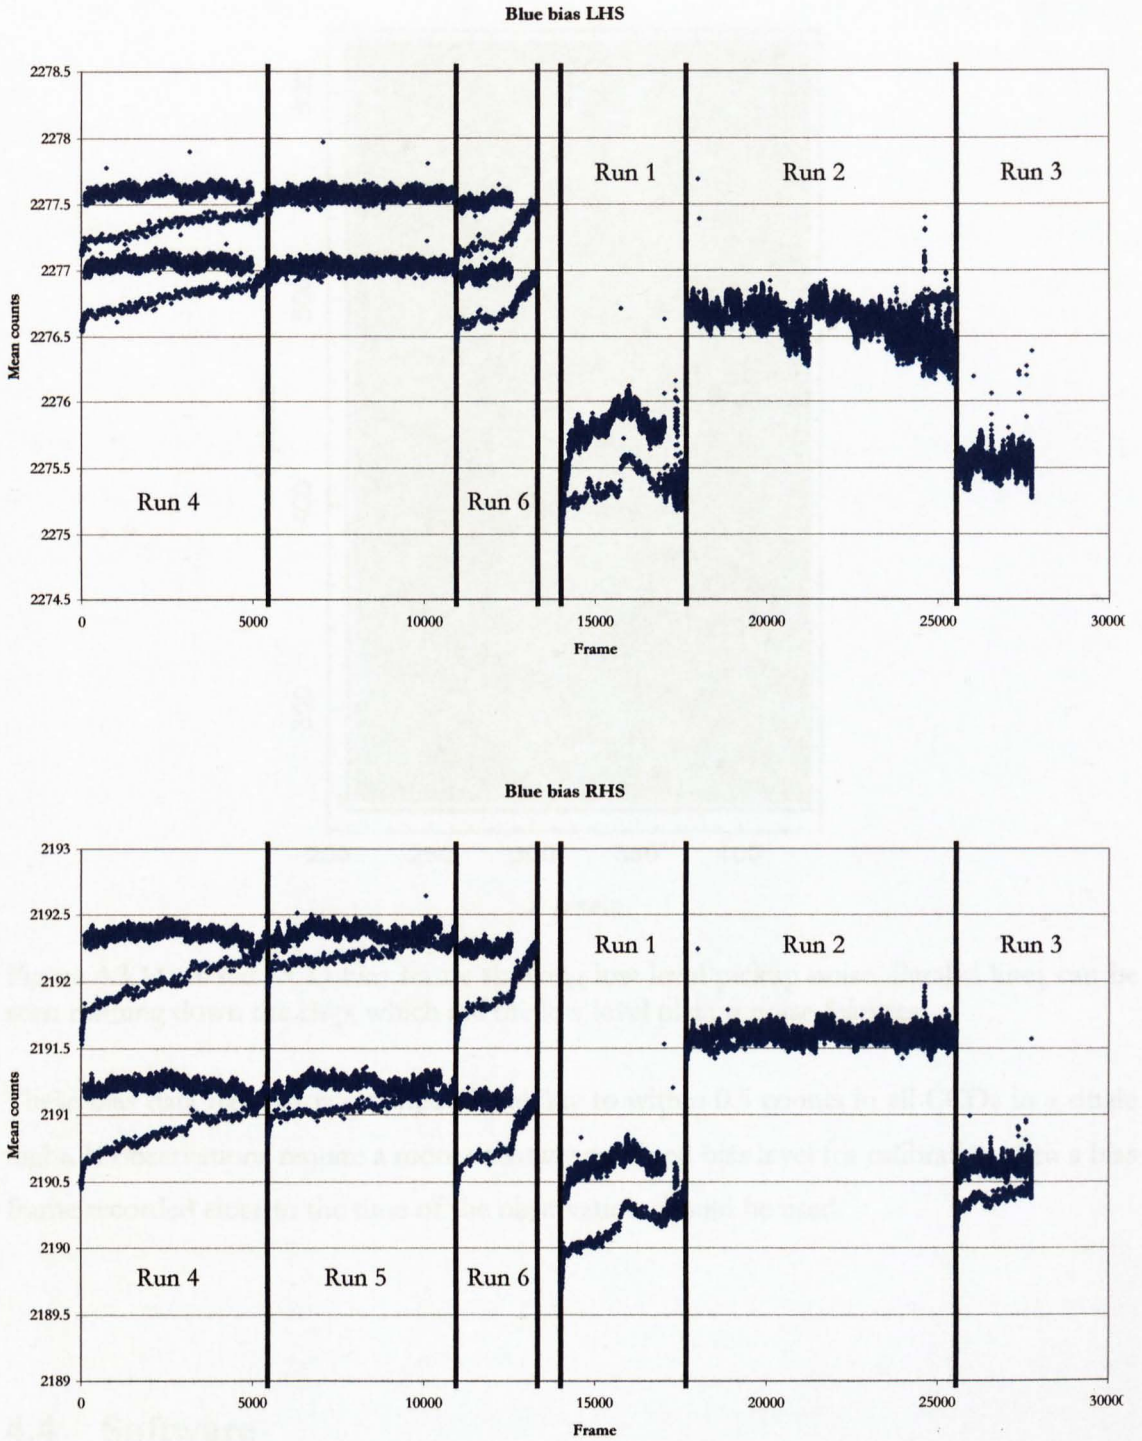 Blue bias LHS
2278.5
2278
2277.5
2277
2276.5
2276
2275.5
2275
2274.5
Mean counts
Run 4
Run 6
Run 1
Run 2
Run 3
0
5000
10000
15000
20000
25000
30000
Frame
Blue bias RHS
2193
2192.5
2192
2191.5
2191
2190.5
2190
2189.5
2189
Mean counts
Run 1
Run 2
Run 3
Run 4
Run 5
Run 6
0
5000
10000
15000
20000
25000
30000
Frame